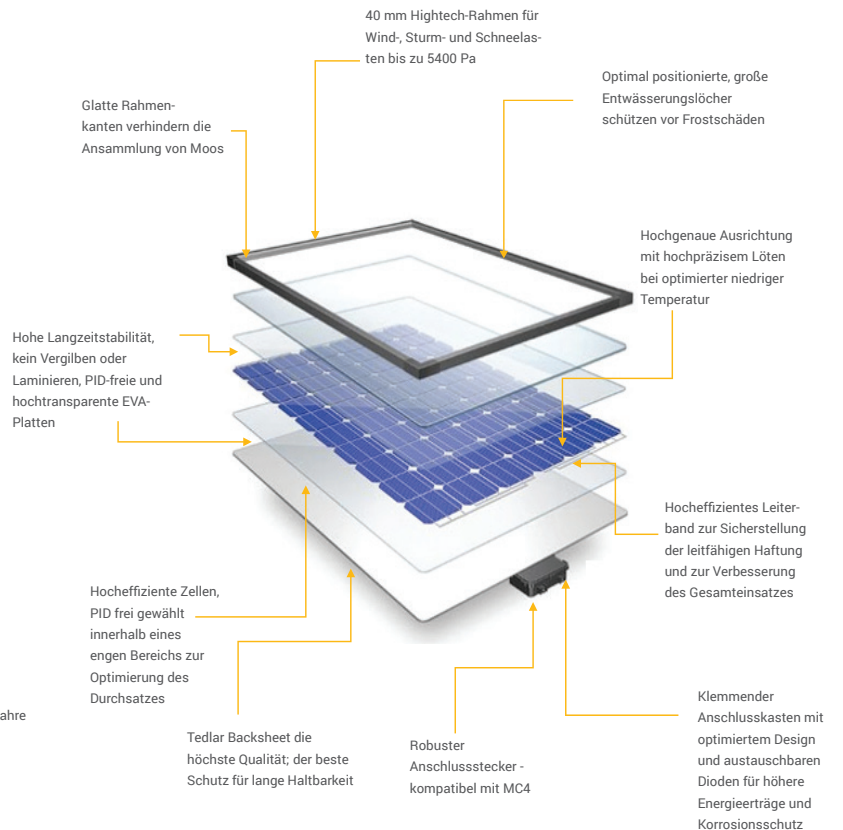 40 mm Hightech-Rahmen für
Wind-, Sturm- und Schneelas-
ten bis zu 5400 Pa
Optimal positionierte, große
Entwässerungslöcher
schützen vor Frostschäden
Glatte Rahmen-
kanten verhindern die
Ansammlung von Moos
Hochgenaue Ausrichtung
mit hochpräzisem Löten
bei optimierter niedriger
Temperatur
Hohe Langzeitstabilität,
kein Vergilben oder
Laminieren, PID-freie und
hochtransparente EVA-
Platten
Hocheffizientes Leiter-
band zur Sicherstellung
der leitfähigen Haftung
und zur Verbesserung
des Gesamteinsatzes
Hocheffiziente Zellen,
PID frei gewählt
innerhalb eines
engen Bereichs zur
Optimierung des
Durchsatzes
ahre
Tedlar Backsheet die
höchste Qualität; der beste
Schutz für lange Haltbarkeit
Robuster
Anschlussstecker -
kompatibel mit MC4
Klemmender
Anschlusskasten mit
optimiertem Design
und austauschbaren
Dioden für höhere
Energieerträge und
Korrosionsschutz